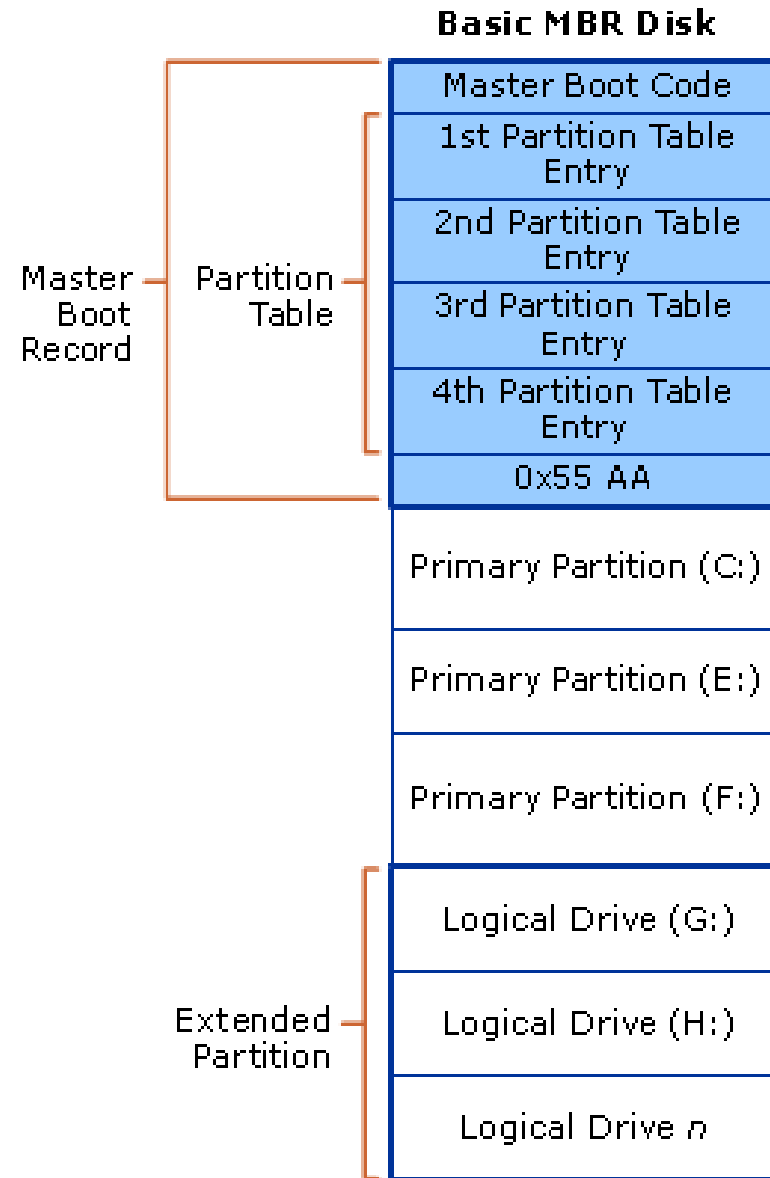 Basic MBR Disk
Master Boot Code
1st Partition Table
Entry
2nd Partition Table
Entry
3rd Partition Table
Entry
4th Partition Table
Entry
0x55 AA
Master
Boot
Record
Partition
Table
Primary Partition (C:)
Primary Partition (E:)
Primary Partition (F:)
Extended
Partition
Logical Drive (G:)
Logical Drive (H:)
Logical Drive n